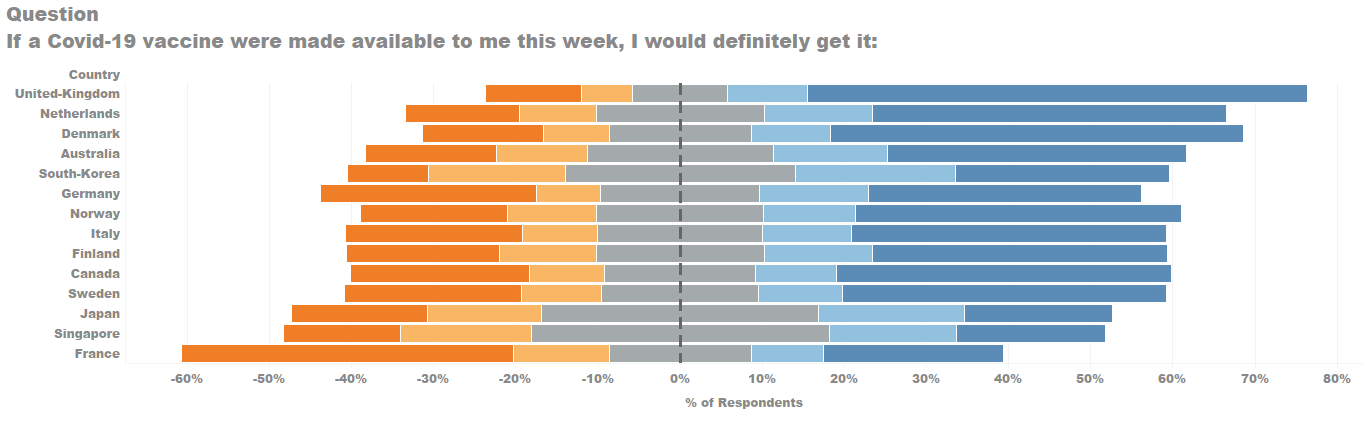 Question
If a Covid-19 vaccine were made available to me this week, I would definitely get it:
Country
United-Kingdom
Netherlands
Denmark
Australia
South-Korea
Germany
Norway
Italy
Finland
Canada
Sweden
Japan
Singapore
France
-60% -50% -40% -30% -20% -10% 0% 10% 20% 30% 40% 50% 60% 70% 80%
% of Respondents